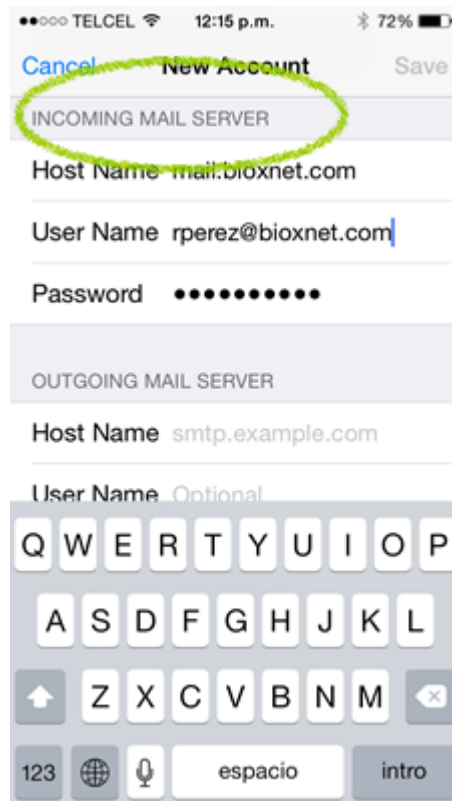 TELCEL 12:15 p.m. 72%
Cancel New Account Save
INCOMING MAIL SERVER
Host Name mail.bioxnet.com
User Name rperez@bioxnet.com
Password ••••••••••
OUTGOING MAIL SERVER
Host Name smtp.example.com
User Name Optional
Q W E R T Y U I O P
A S D F G H J K L
Z X C V B N M
123 espacio intro